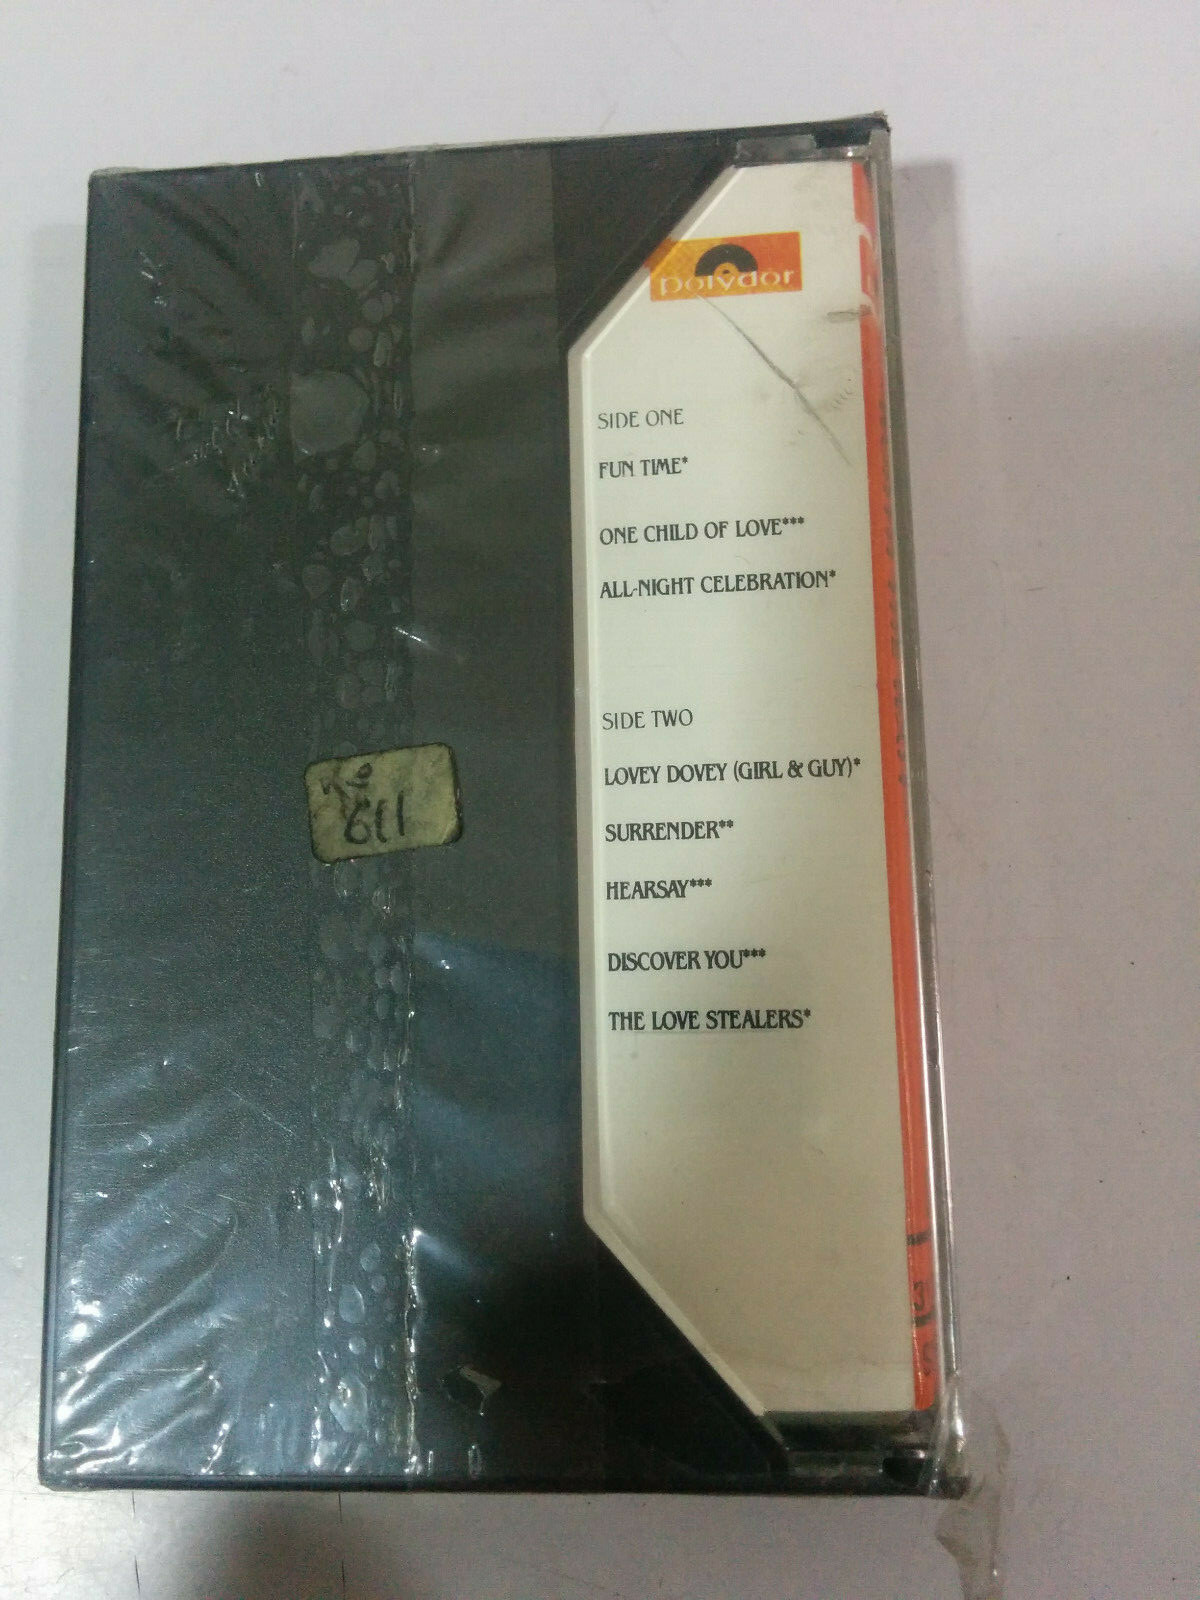 polydor
SIDE ONE
FUN TIME*
ONE CHILD OF LOVE***
ALL-NIGHT CELEBRATION*
SIDE TWO
LOVEY DOVEY (GIRL & GUY)*
SURRENDER**
HEARSAY***
DISCOVER YOU***
THE LOVE STEALERS*
611